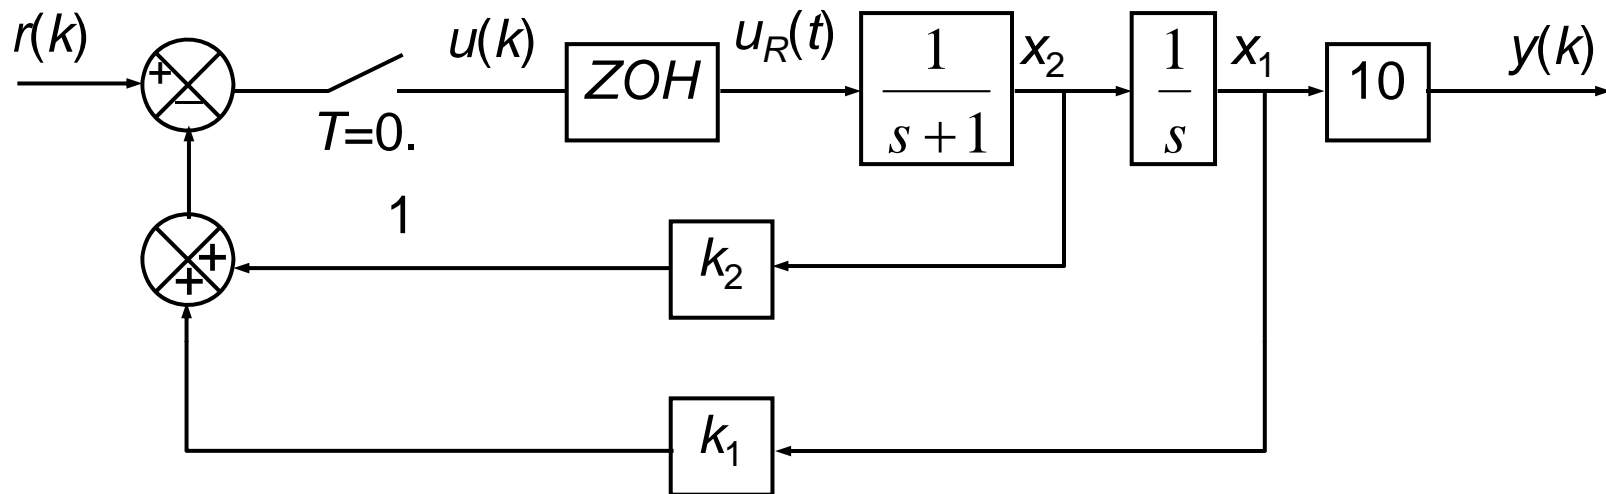 r(k)
+
−
T=0.
1
u(k)
ZOH
u_R(t)
1
s + 1
x_2
1
s
x_1
10
y(k)
+
+
k_2
k_1